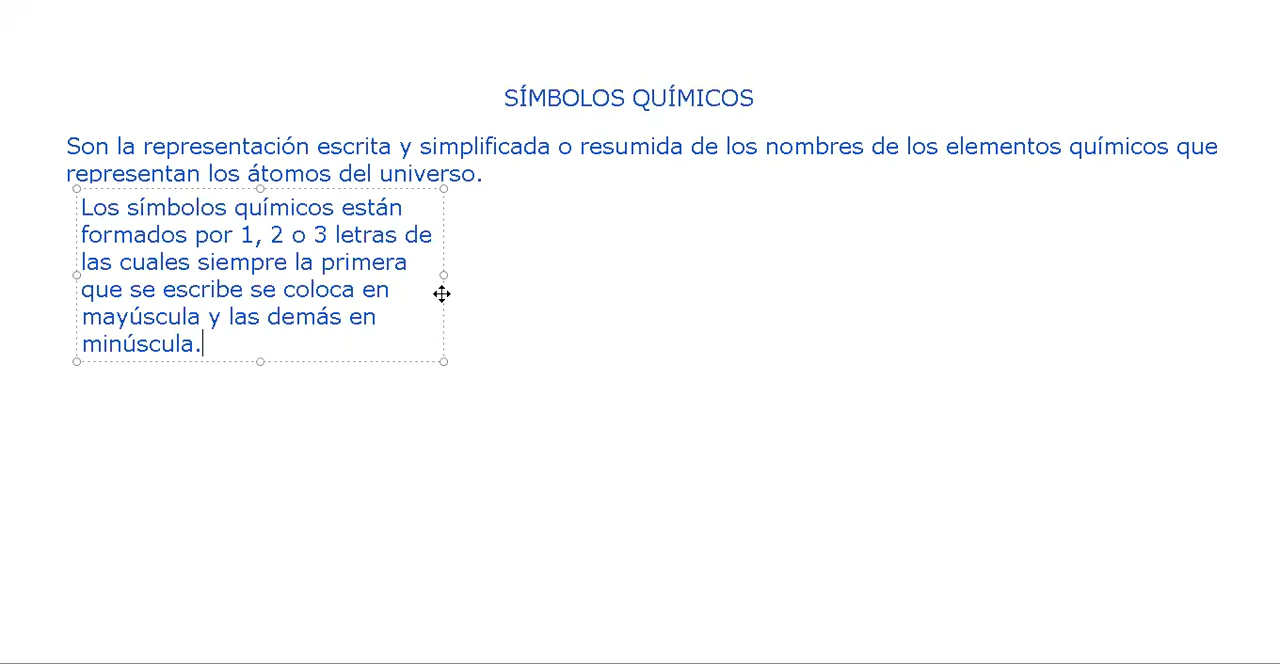 SÍMBOLOS QUÍMICOS
Son la representación escrita y simplificada o resumida de los nombres de los elementos químicos que
representan los átomos del universo.
Los símbolos químicos están
formados por 1, 2 o 3 letras de
las cuales siempre la primera
que se escribe se coloca en
mayúscula y las demás en
minúscula.